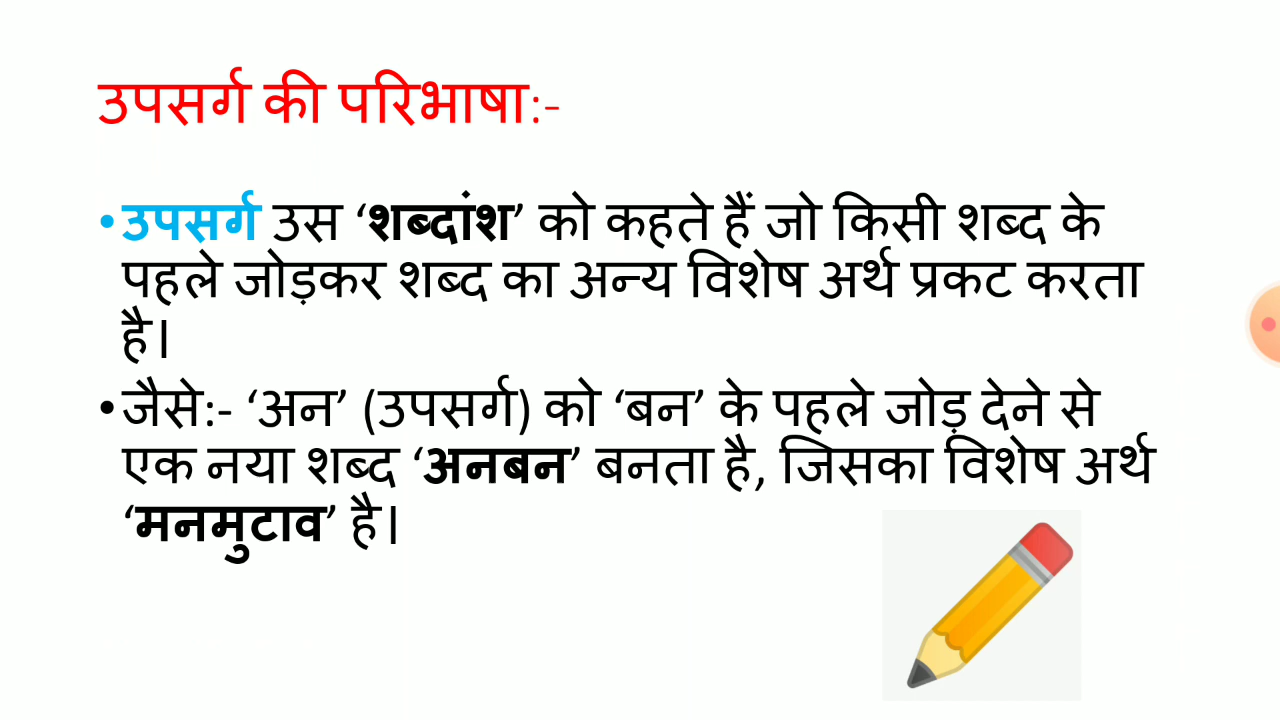 उपसर्ग की परिभाषा:-
•उपसर्ग उस ‘शब्दांश’ को कहते हैं जो किसी शब्द के
पहले जोड़कर शब्द का अन्य विशेष अर्थ प्रकट करता
है।
•जैसे:- ‘अन’ (उपसर्ग) को ‘बन’ के पहले जोड़ देने से
एक नया शब्द ‘अनबन’ बनता है, जिसका विशेष अर्थ
‘मनमुटाव’ है।